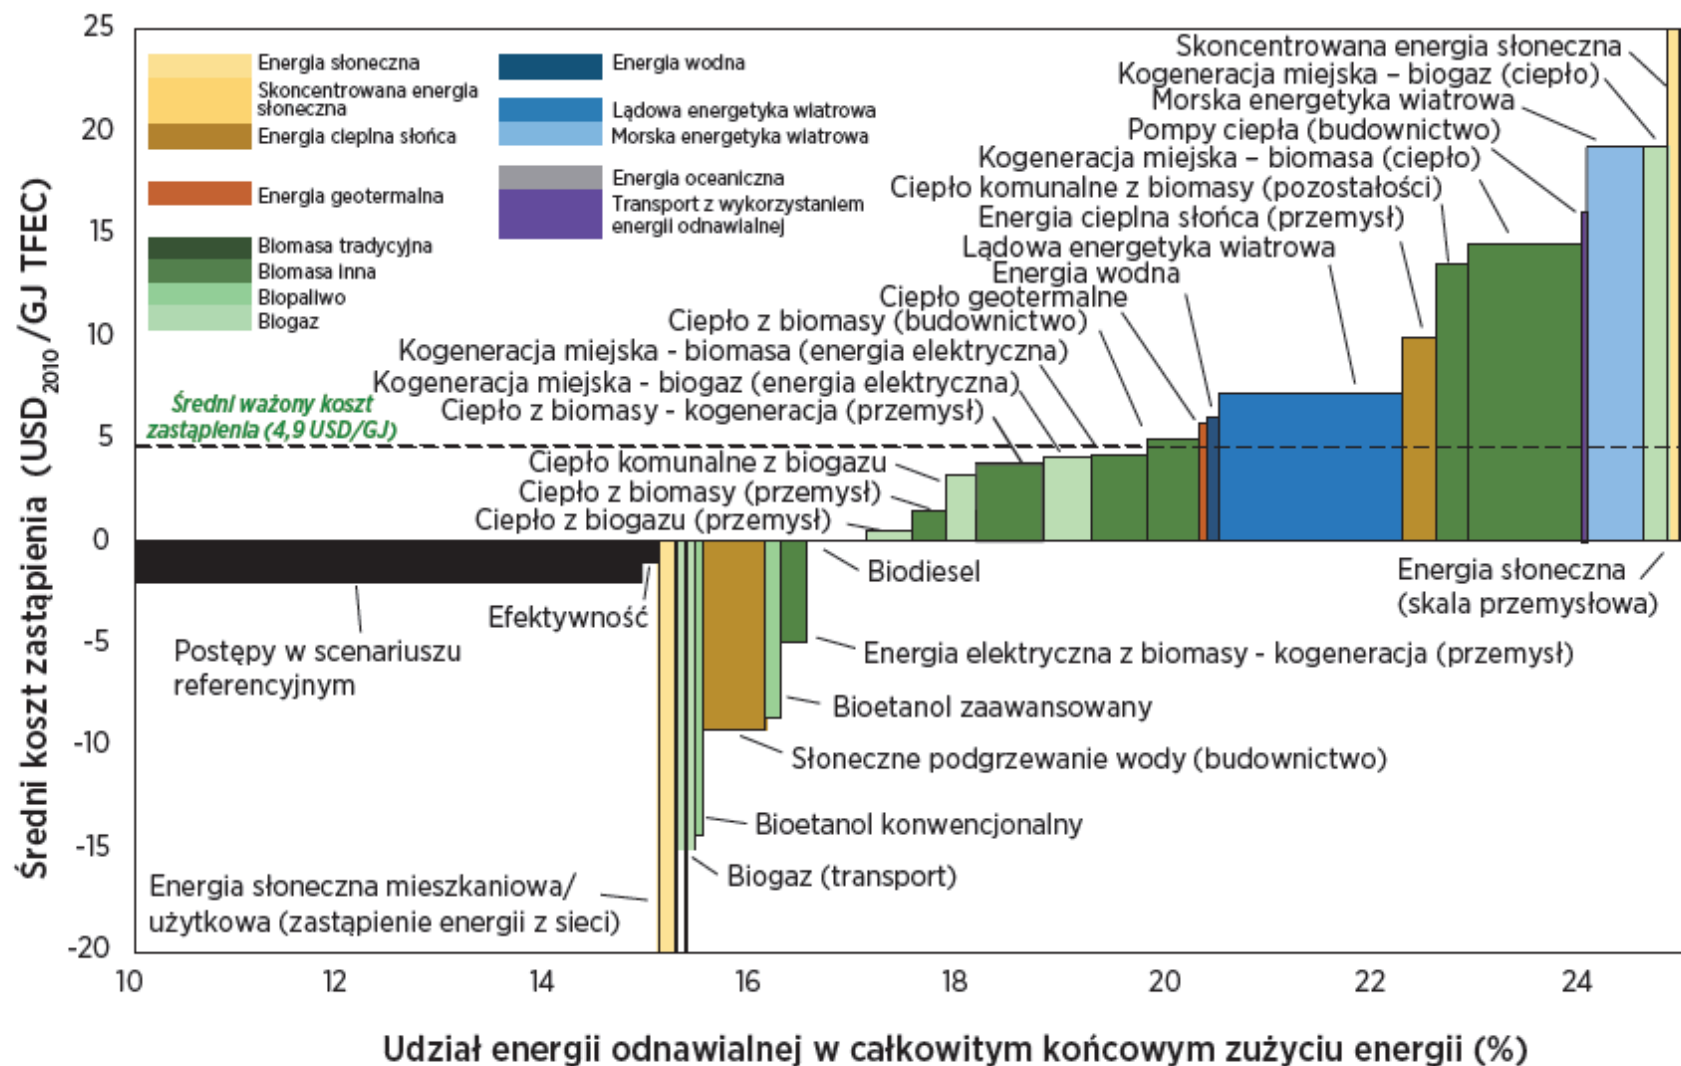 Średni koszt zastąpienia (USD2010/GJ TFEC)
25
20
15
10
5
0
-5
-10
-15
-20
Energia słoneczna
Skoncentrowana energia
słoneczna
Energia cieplna słońca
Energia geotermalna
Biomasa tradycyjna
Biomasa inna
Biopaliwo
Biogaz
Energia wodna
Lądowa energetyka wiatrowa
Morska energetyka wiatrowa
Energia oceaniczna
Transport z wykorzystaniem
energii odnawialnej
Skoncentrowana energia słoneczna
Kogeneracja miejska – biogaz (ciepło)
Morska energetyka wiatrowa
Pompy ciepła (budownictwo)
Kogeneracja miejska – biomasa (ciepło)
Ciepło komunalne z biomasy (pozostałości)
Energia cieplna słońca (przemysł)
Lądowa energetyka wiatrowa
Energia wodna
Ciepło geotermalne
Ciepło z biomasy (budownictwo)
Kogeneracja miejska - biomasa (energia elektryczna)
Kogeneracja miejska - biogaz (energia elektryczna)
Ciepło z biomasy - kogeneracja (przemysł)
Średni ważony koszt
zastąplenia (4,9 USD/GJ)
Ciepło komunalne z biogazu
Ciepło z biomasy (przemysł)
Ciepło z biogazu (przemysł)
Biodiesel
Energia słoneczna
(skala przemysłowa)
Efektywność
Postępy w scenariuszu
referencyjnym
Energia elektryczna z biomasy - kogeneracja (przemysł)
Bioetanol zaawansowany
Słoneczne podgrzewanie wody (budownictwo)
Bioetanol konwencjonalny
Biogaz (transport)
Energia słoneczna mieszkaniowa/
użytkowa (zastąpienie energii z sieci)
10
12
14
16
18
20
22
24
Udział energii odnawialnej w całkowitym końcowym zużyciu energii (%)